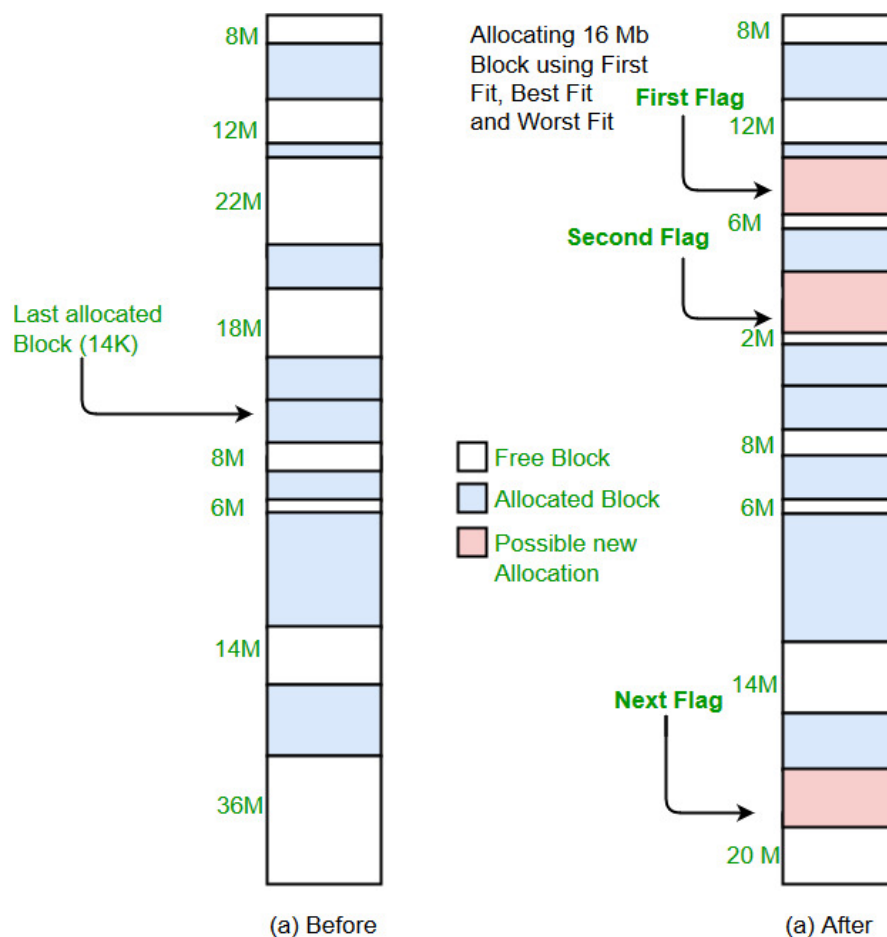 8M
12M
22M
18M
Last allocated
Block (14K)
8M
6M
14M
36M
(a) Before
Allocating 16 Mb
Block using First
Fit, Best Fit
and Worst Fit
Free Block
Allocated Block
Possible new
Allocation
8M
First Flag
12M
6M
Second Flag
2M
8M
6M
14M
Next Flag
20 M
(a) After